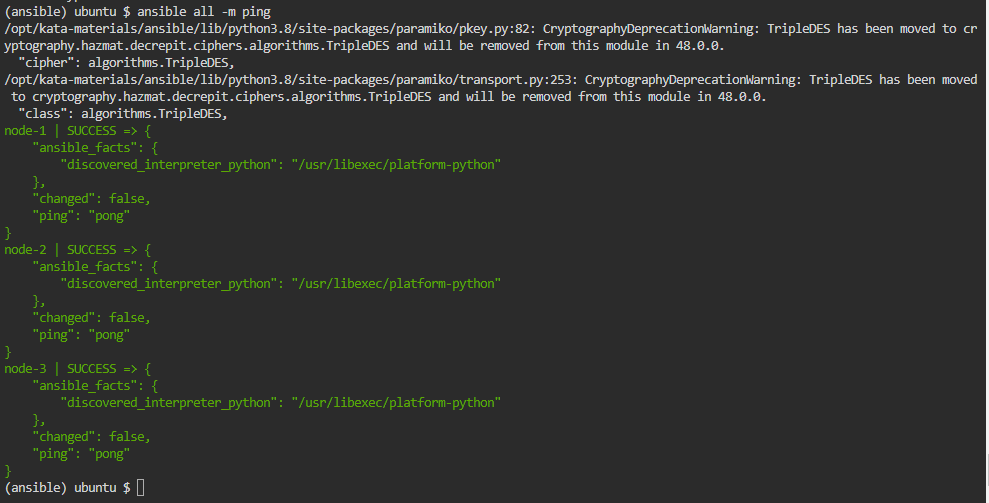 (ansible) ubuntu $ ansible all -m ping
/opt/kata-materials/ansible/lib/python3.8/site-packages/paramiko/pkey.py:82: CryptographyDeprecationWarning: TripleDES has been moved to cr
yptography.hazmat.decrepit.ciphers.algorithms.TripleDES and will be removed from this module in 48.0.0.
  "cipher": algorithms.TripleDES,
/opt/kata-materials/ansible/lib/python3.8/site-packages/paramiko/transport.py:253: CryptographyDeprecationWarning: TripleDES has been moved
 to cryptography.hazmat.decrepit.ciphers.algorithms.TripleDES and will be removed from this module in 48.0.0.
  "class": algorithms.TripleDES,
node-1 | SUCCESS => {
    "ansible_facts": {
        "discovered_interpreter_python": "/usr/libexec/platform-python"
    },
    "changed": false,
    "ping": "pong"
}
node-2 | SUCCESS => {
    "ansible_facts": {
        "discovered_interpreter_python": "/usr/libexec/platform-python"
    },
    "changed": false,
    "ping": "pong"
}
node-3 | SUCCESS => {
    "ansible_facts": {
        "discovered_interpreter_python": "/usr/libexec/platform-python"
    },
    "changed": false,
    "ping": "pong"
}
(ansible) ubuntu $